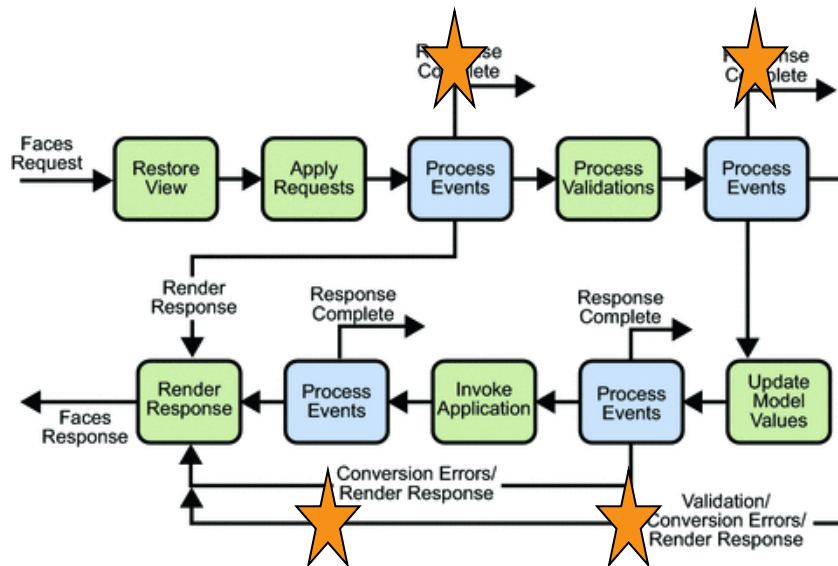 Complete
Faces
Request
Restore
View
Apply
Requests
Process
Events
Process
Validations
Process
Events
Render
Response
Response
Complete
Response
Complete
Render
Response
Process
Events
Invoke
Application
Process
Events
Update
Model
Values
Faces
Response
Conversion Errors/
Render Response
Validation/
Conversion Errors/
Render Response